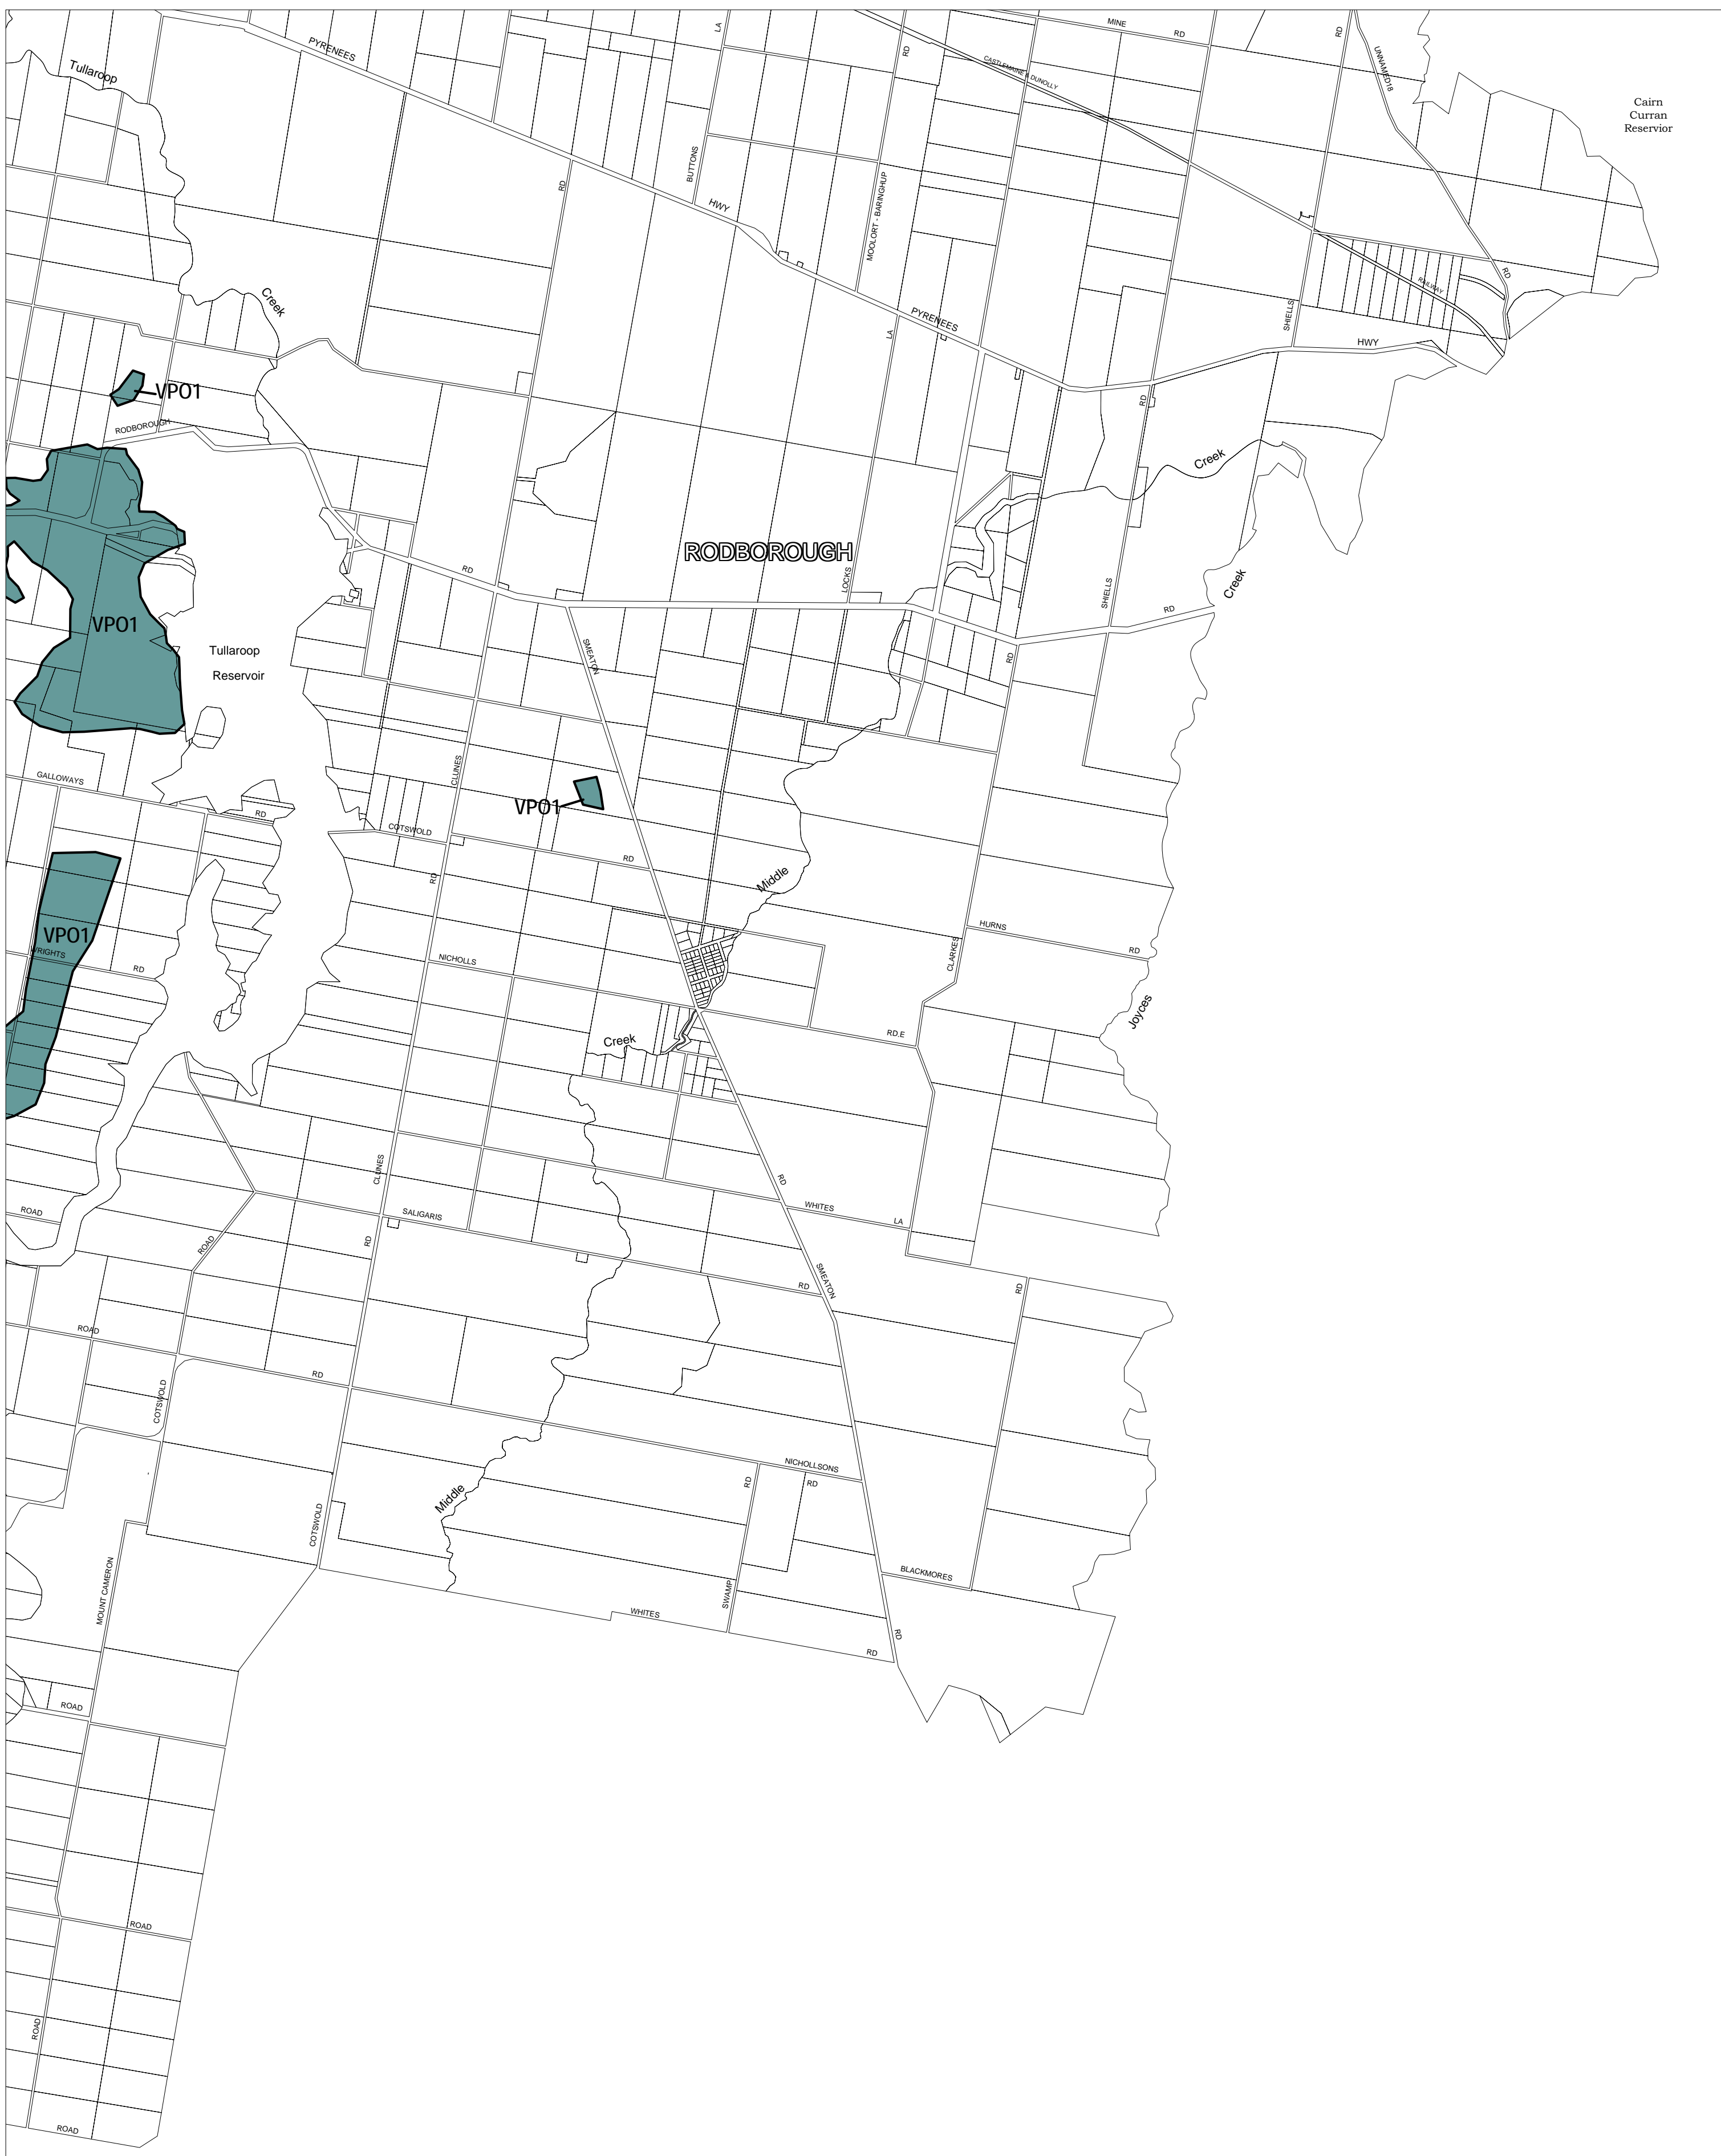 MINE
RD
LA
RD
RD
UNNAMED18
PYRENEES
CASTLEMAINE & DUNOLLY
Tullaroop
Cairn
Curran
Reservior
BUTTONS
RD
HWY
MOOLORT - BARINGHUP
Creek
RD
RAILWAY
PYRENEES
SHIELLS
LA
HWY
VPO1
RD
RODBOROUGH
Creek
RODBOROUGH
RD
LOCKS
Creek
SHIELLS
RD
VPO1
Tullaroop
Reservoir
SMEATON
RD
GALLOWAYS
CLUNES
VPO1
RD
COTSWOLD
RD
RD
Middle
VPO1
HURNS
RD
WRIGHTS
RD
NICHOLLS
CLARKES
Joyces
RD.E
Creek
CLUNES
RD
ROAD
SALIGARIS
WHITES
LA
ROAD
RD
SMEATON
RD
RD
ROAD
RD
COTSWOLD
NICHOLLSONS
RD
RD
Middle
COTSWOLD
MOUNT CAMERON
BLACKMORES
SWAMP
WHITES
RD
RD
ROAD
ROAD
ROAD
ROAD